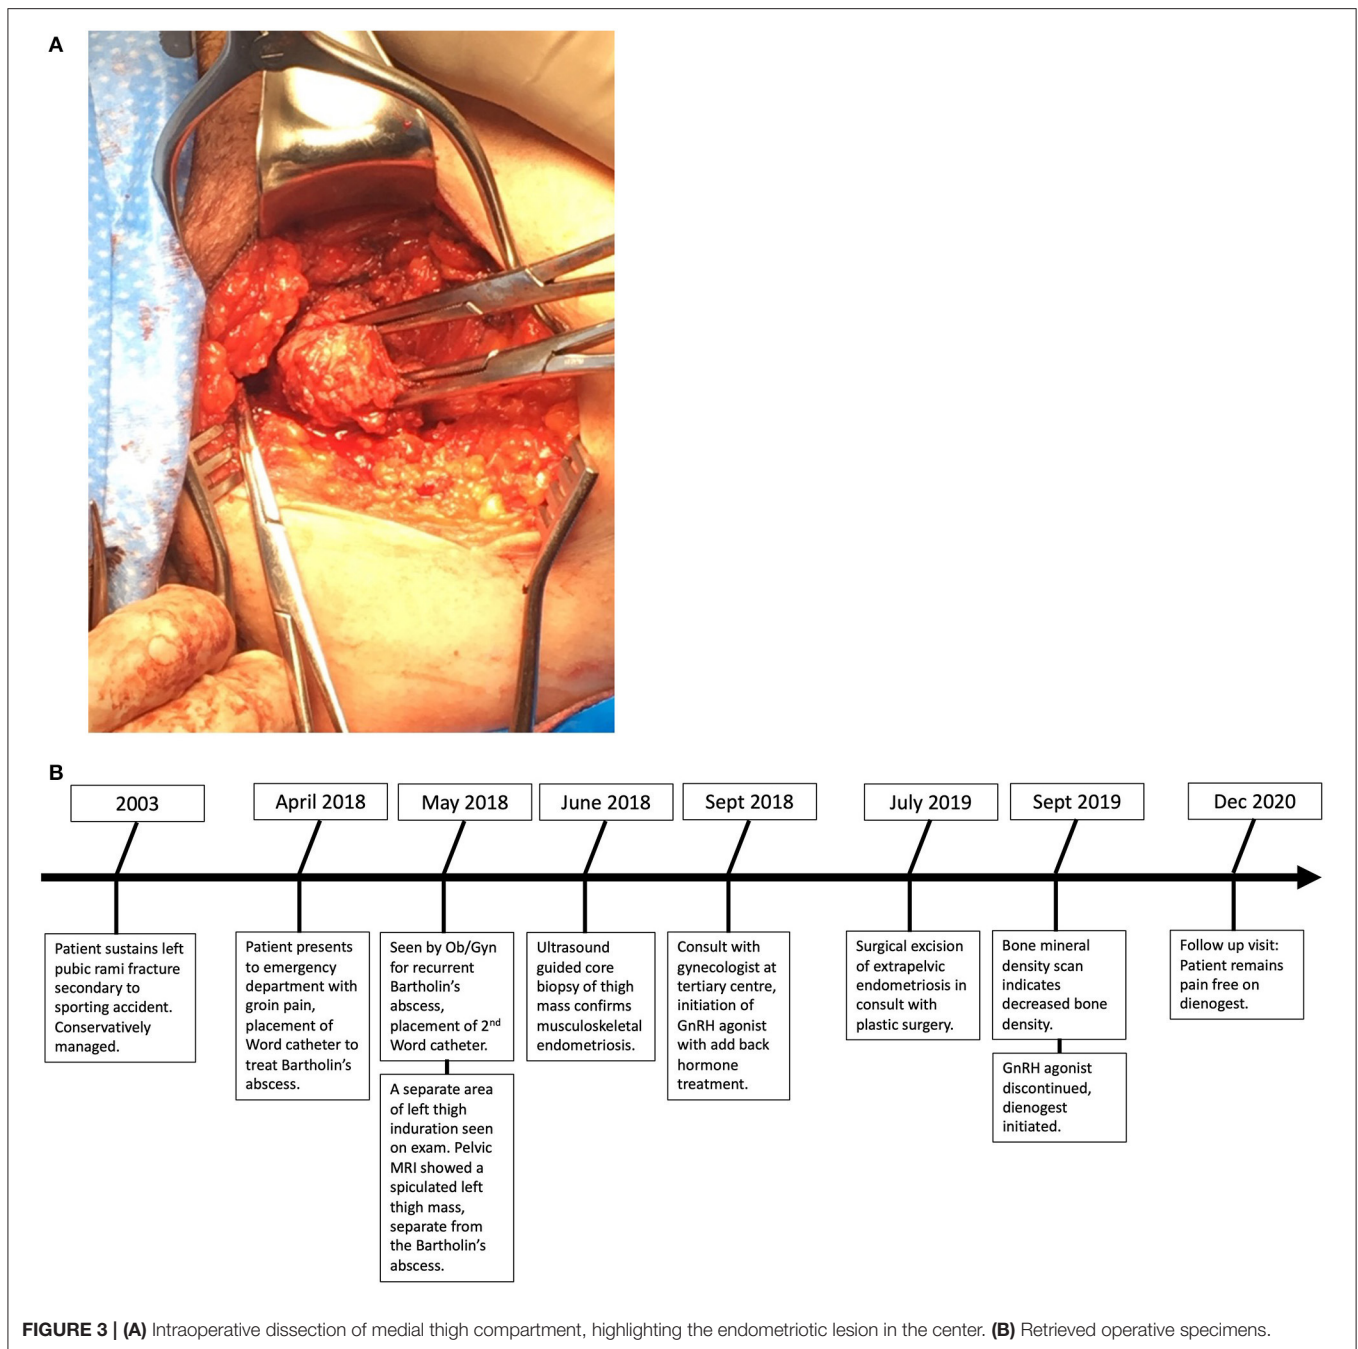 A
B
2003
April 2018
May 2018
June 2018
Sept 2018
July 2019
Sept 2019
Dec 2020
Patient sustains left
pubic rami fracture
secondary to
sporting accident.
Conservatively
managed.
Patient presents
to emergency
department with
groin pain,
placement of
Word catheter to
treat Bartholin's
abscess.
Seen by Ob/Gyn
for recurrent
Bartholin's
abscess,
placement of 2nd
Word catheter.
A separate area
of left thigh
induration seen
on exam. Pelvic
MRI showed a
spiculated left
thigh mass,
separate from
the Bartholin's
abscess.
Ultrasound
guided core
biopsy of thigh
mass confirms
musculoskeletal
endometriosis.
Consult with
gynecologist at
tertiary centre,
initiation of
GnRH agonist
with add back
hormone
treatment.
Surgical excision
of extrapelvic
endometriosis in
consult with
plastic surgery.
Bone mineral
density scan
indicates
decreased bone
density.
GnRH agonist
discontinued,
dienogest
initiated.
Follow up visit:
Patient remains
pain free on
dienogest.
FIGURE 3 | (A) Intraoperative dissection of medial thigh compartment, highlighting the endometriotic lesion in the center. (B) Retrieved operative specimens.